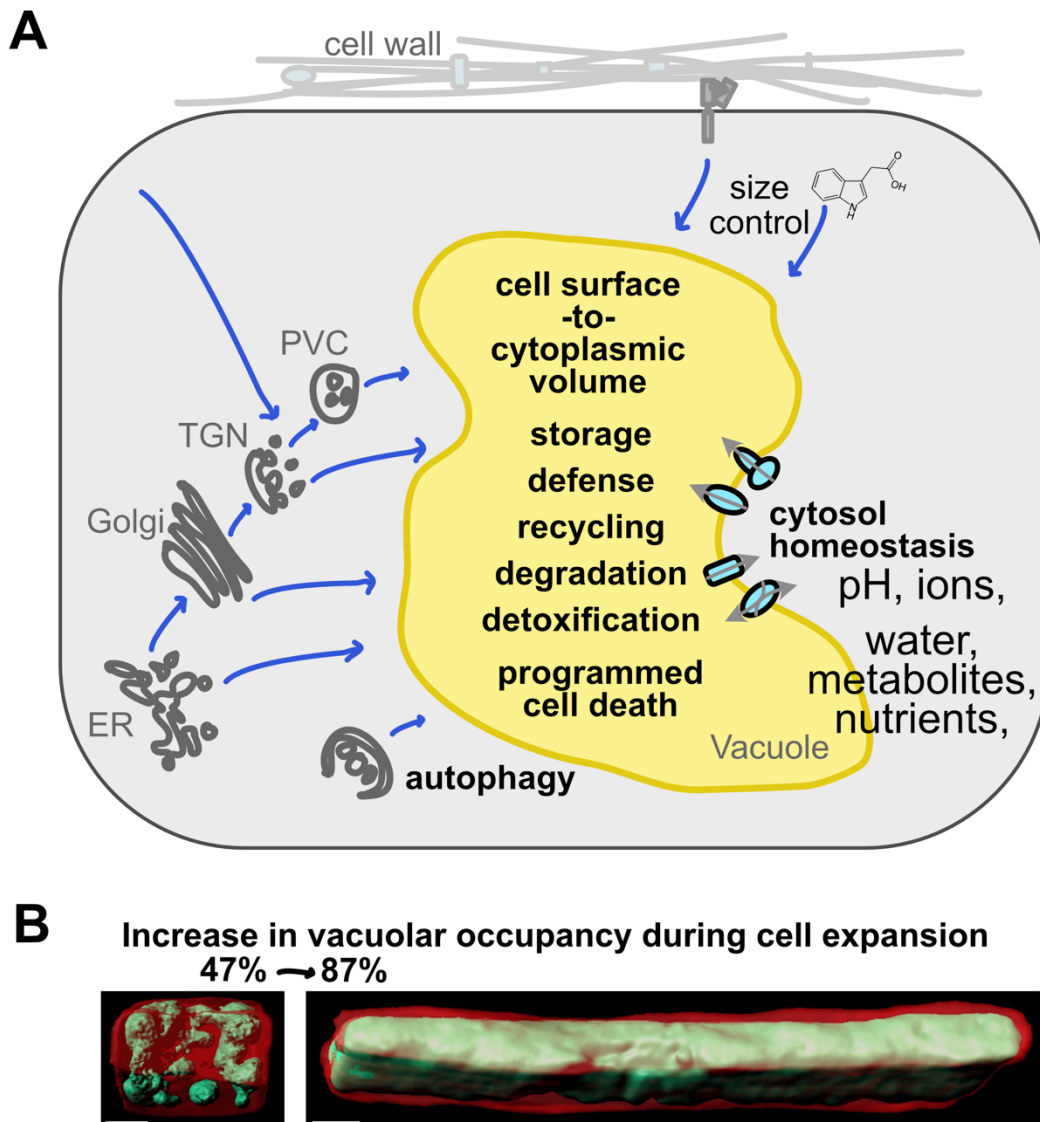 A
cell wall
size
control
O
OH
N
H
cell surface
-to-
cytoplasmic
volume
PVC
TGN
storage
defense
Golgi
recycling
cytosol
homeostasis
degradation
pH, ions,
detoxification
water,
metabolites,
nutrients,
programmed
cell death
ER
Vacuole
autophagy
B
Increase in vacuolar occupancy during cell expansion
47% 87%